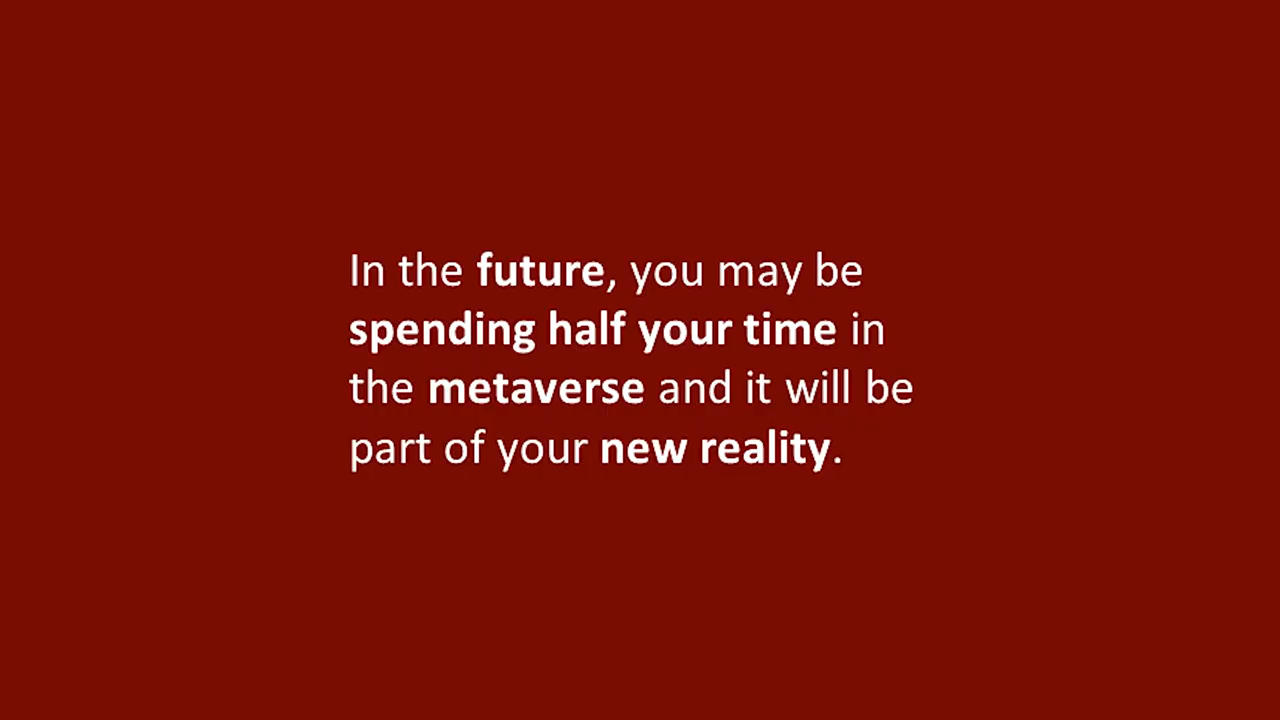 In the future, you may be
spending half your time in
the metaverse and it will be
part of your new reality.